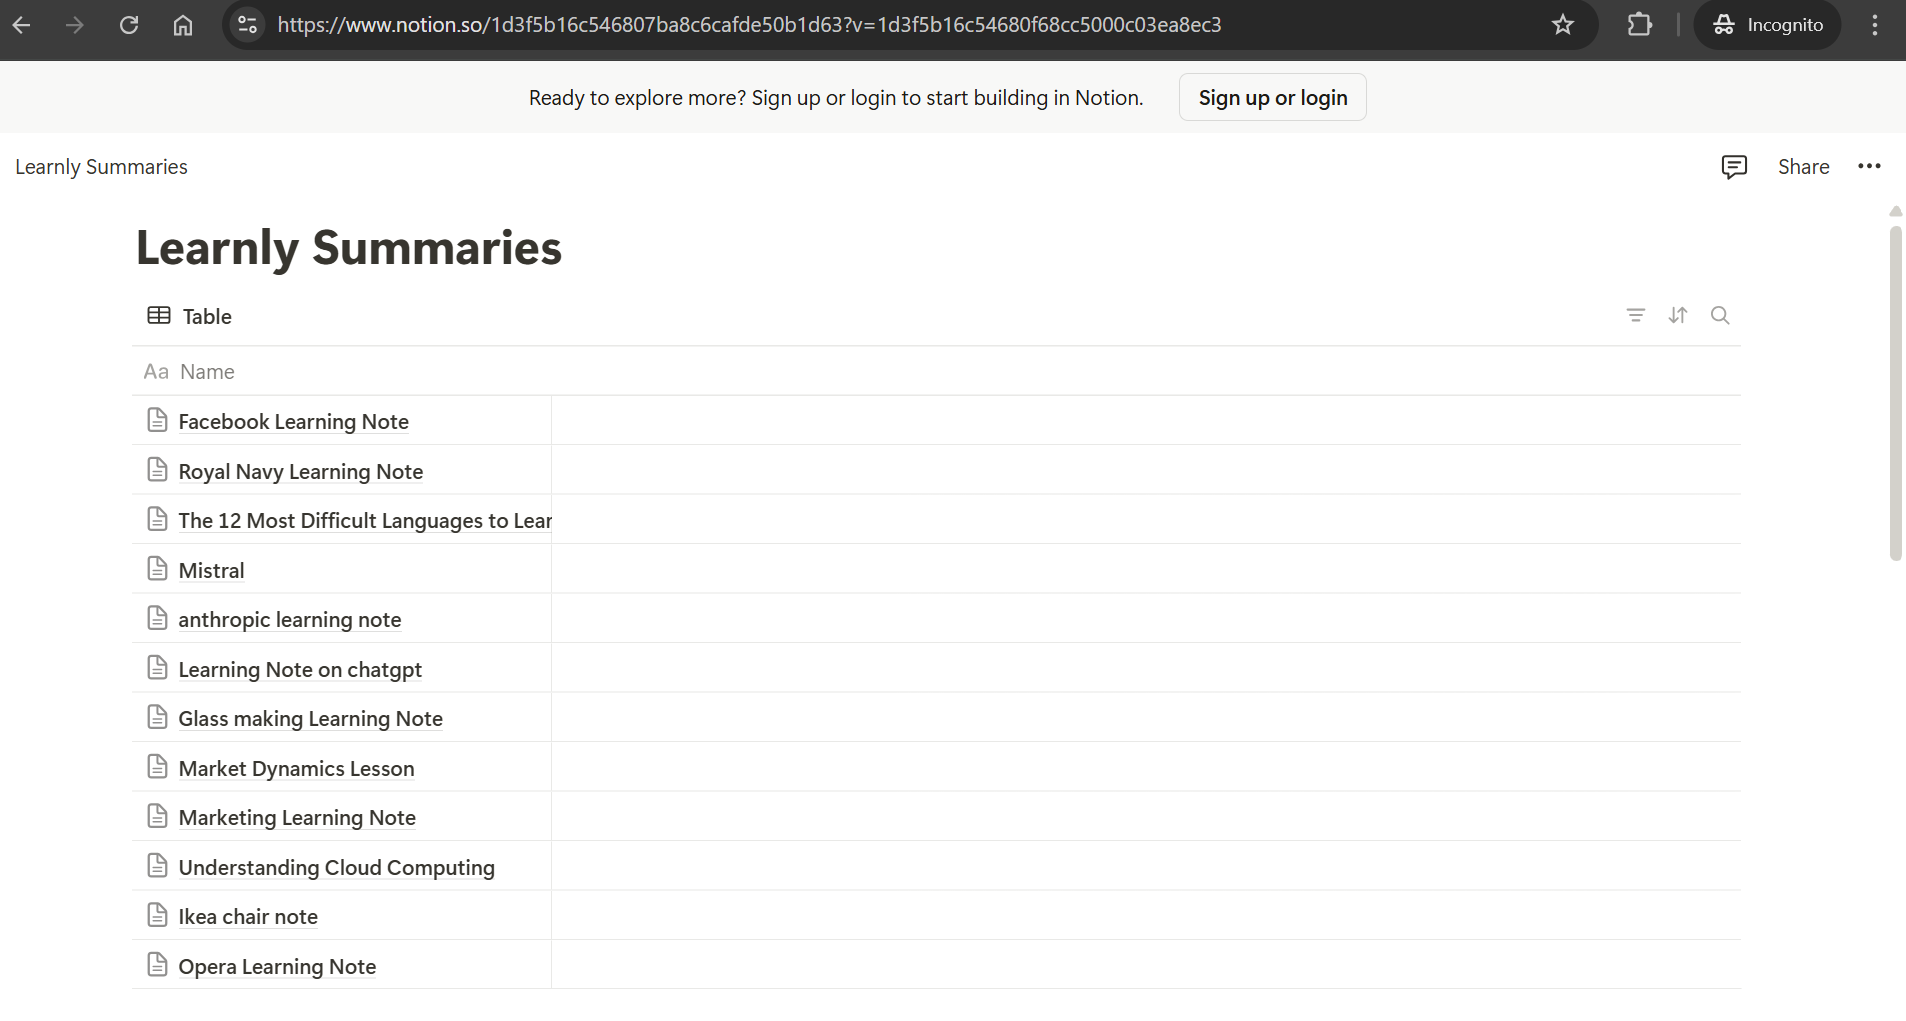 https://www.notion.so/1d3f5b16c546807ba8c6cafde50b1d63?v=1d3f5b16c54680f68cc5000c03ea8ec3
Incognito
Ready to explore more? Sign up or login to start building in Notion.
Sign up or login
Learnly Summaries
Share
Learnly Summaries
Table
Aa Name
Facebook Learning Note
Royal Navy Learning Note
The 12 Most Difficult Languages to Lear
Mistral
anthropic learning note
Learning Note on chatgpt
Glass making Learning Note
Market Dynamics Lesson
Marketing Learning Note
Understanding Cloud Computing
Ikea chair note
Opera Learning Note